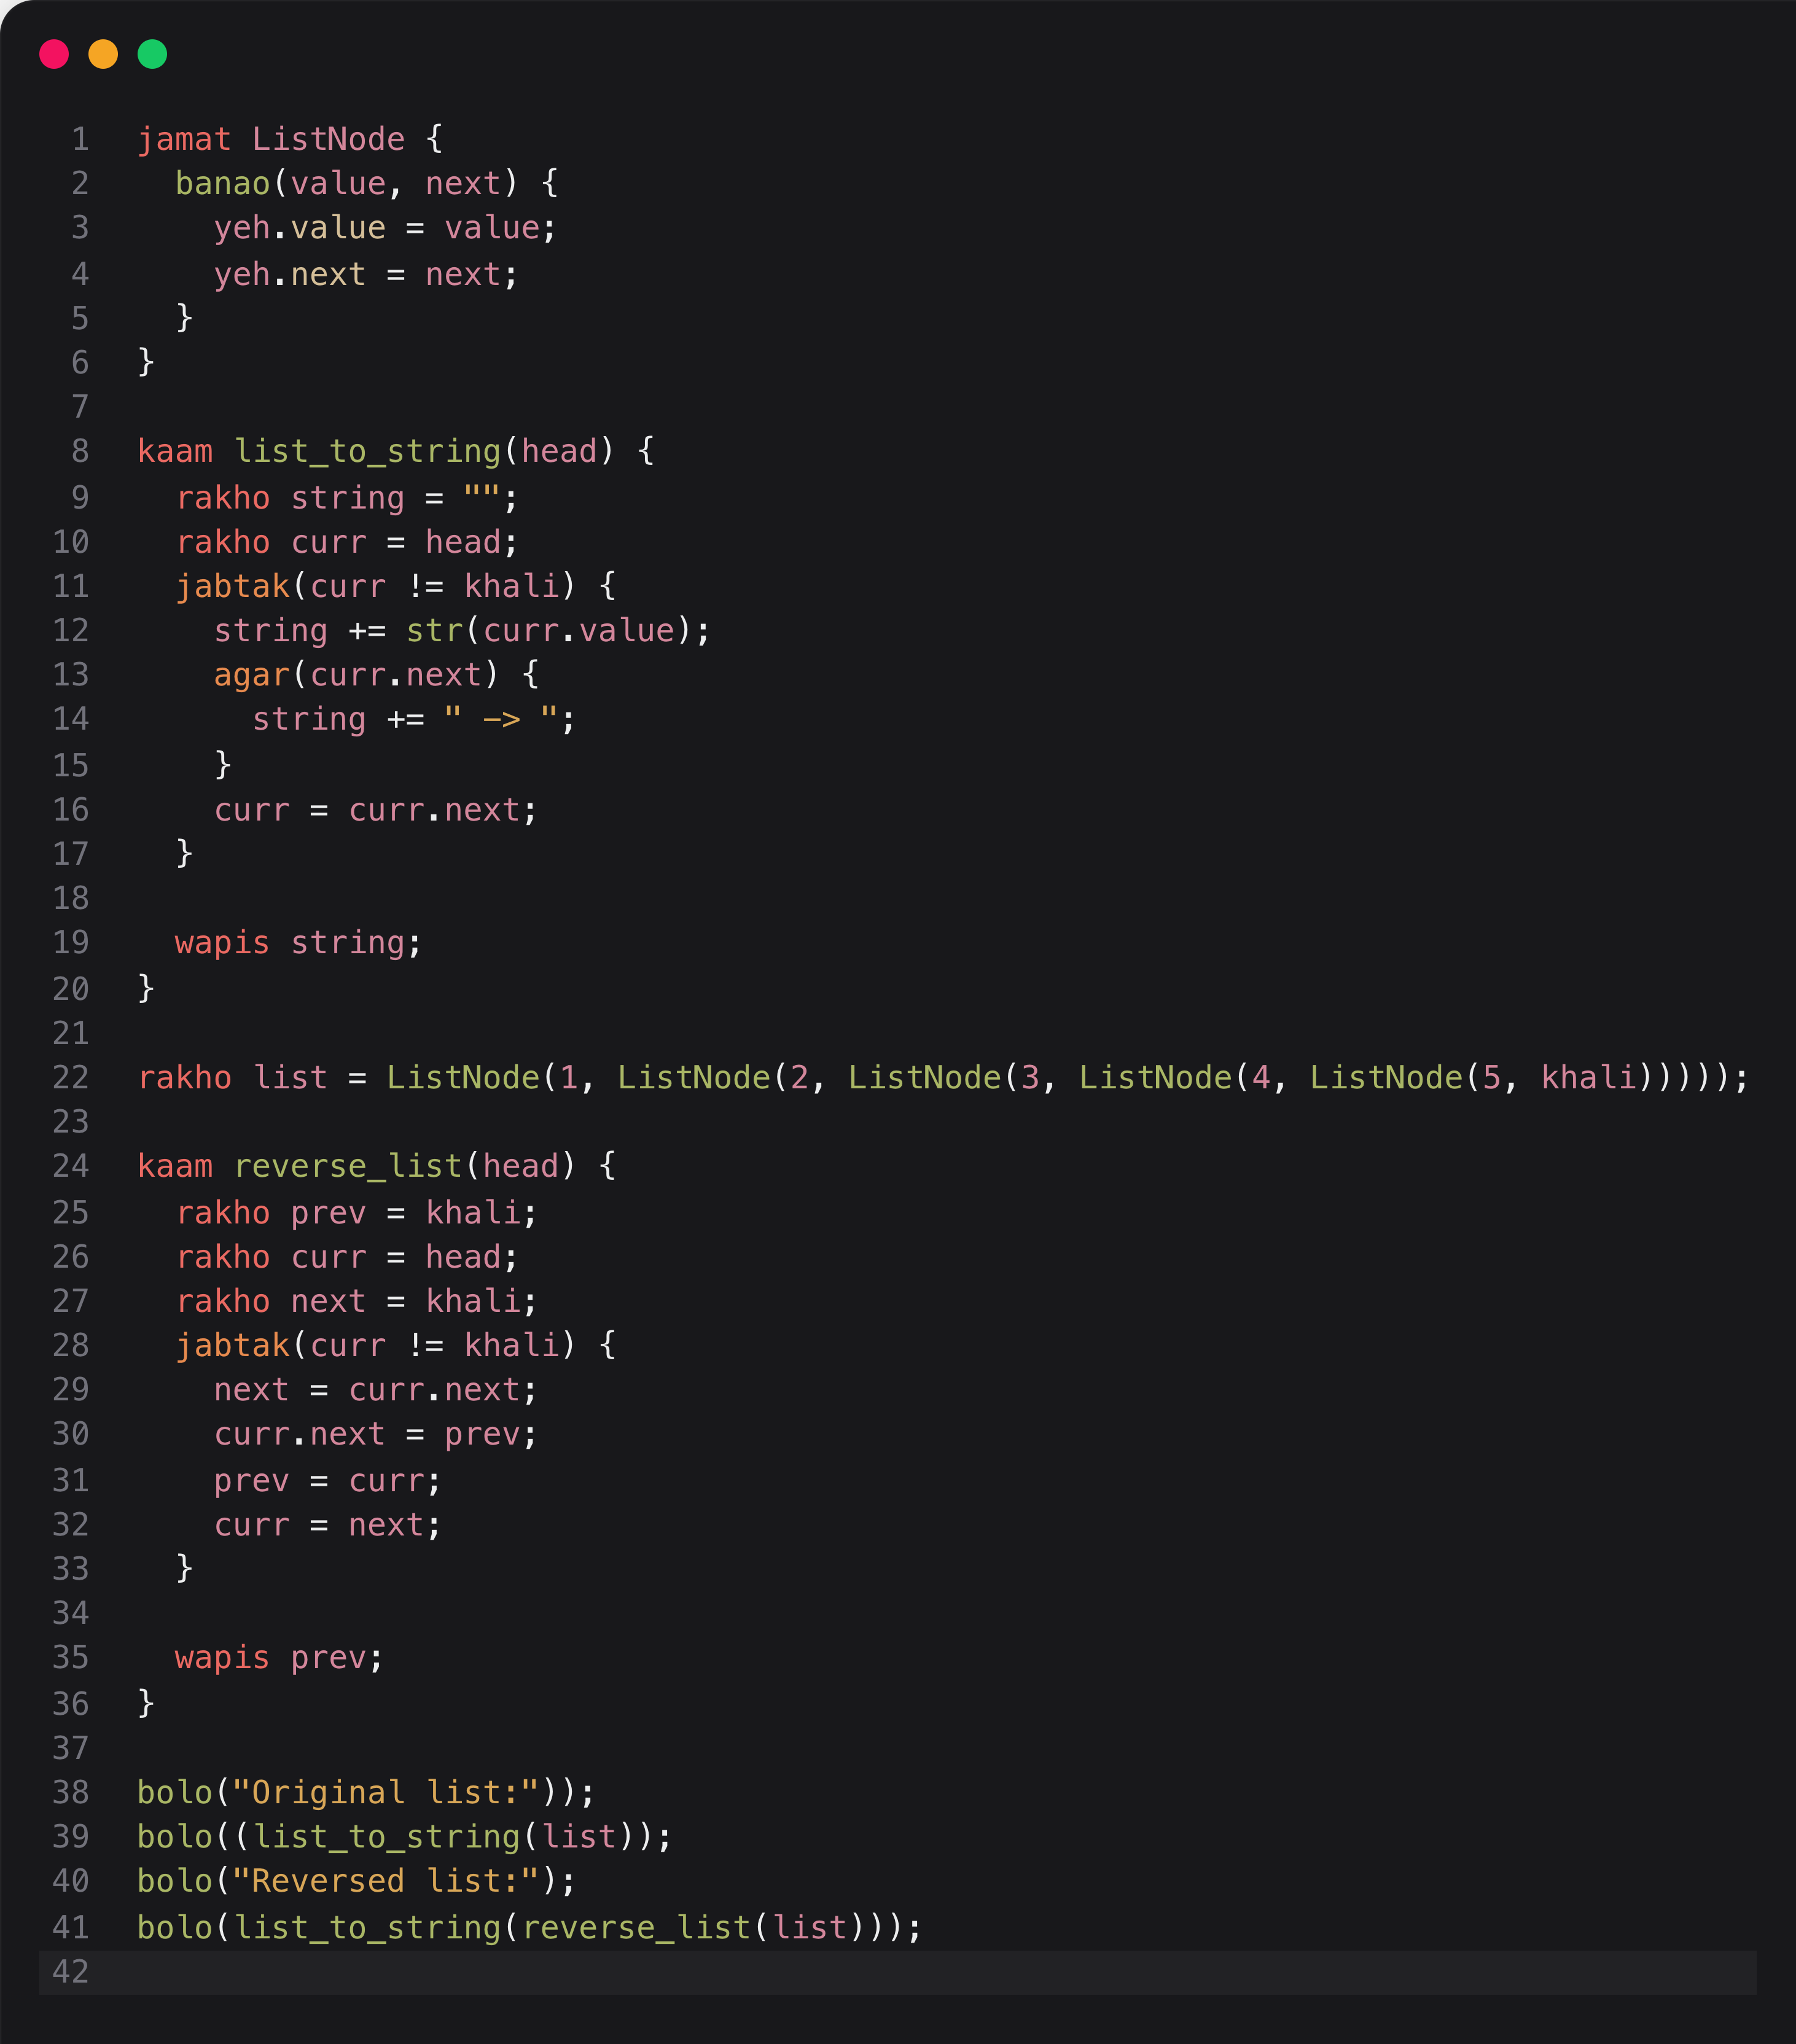 1 jamat ListNode {
2   banao(value, next) {
3     yeh.value = value;
4     yeh.next = next;
5   }
6 }
7
8 kaam list_to_string(head) {
9   rakho string = "";
10   rakho curr = head;
11   jabtak(curr != khali) {
12     string += str(curr.value);
13     agar(curr.next) {
14       string += " -> ";
15     }
16     curr = curr.next;
17   }
18
19   wapis string;
20 }
21
22 rakho list = ListNode(1, ListNode(2, ListNode(3, ListNode(4, ListNode(5, khali)))));
23
24 kaam reverse_list(head) {
25   rakho prev = khali;
26   rakho curr = head;
27   rakho next = khali;
28   jabtak(curr != khali) {
29     next = curr.next;
30     curr.next = prev;
31     prev = curr;
32     curr = next;
33   }
34
35   wapis prev;
36 }
37
38 bolo("Original list:"));
39 bolo((list_to_string(list));
40 bolo("Reversed list:");
41 bolo(list_to_string(reverse_list(list)));
42